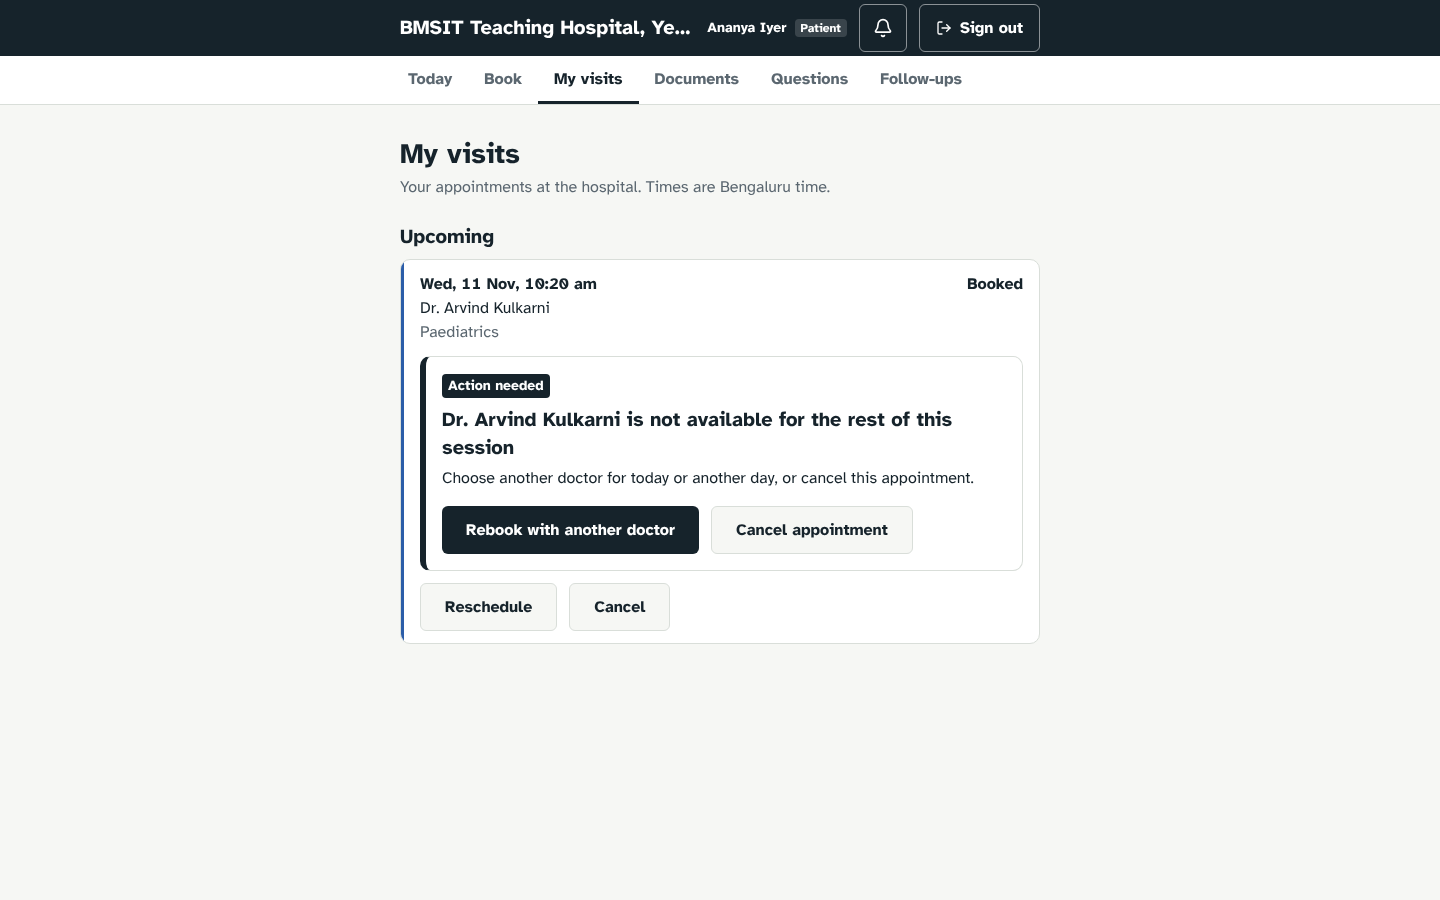 BMSIT Teaching Hospital, Ye...
Ananya Iyer
Patient
Sign out
Today
Book
My visits
Documents
Questions
Follow-ups
My visits
Your appointments at the hospital. Times are Bengaluru time.
Upcoming
Wed, 11 Nov, 10:20 am
Booked
Dr. Arvind Kulkarni
Paediatrics
Action needed
Dr. Arvind Kulkarni is not available for the rest of this
session
Choose another doctor for today or another day, or cancel this appointment.
Rebook with another doctor
Cancel appointment
Reschedule
Cancel